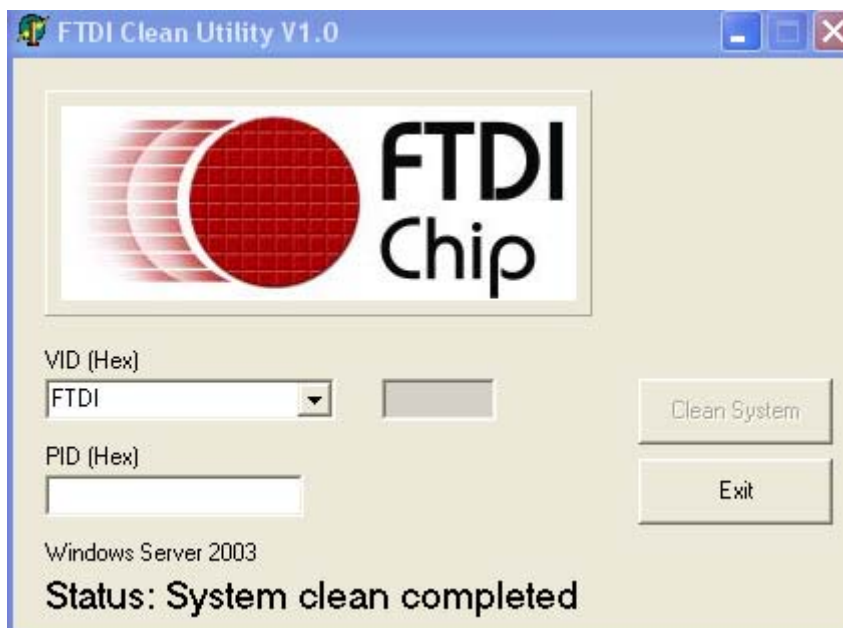 FTDI Clean Utility V1.0
FTDI
Chip
VID (Hex)
FTDI
Clean System
PID (Hex)
Exit
Windows Server 2003
Status: System clean completed